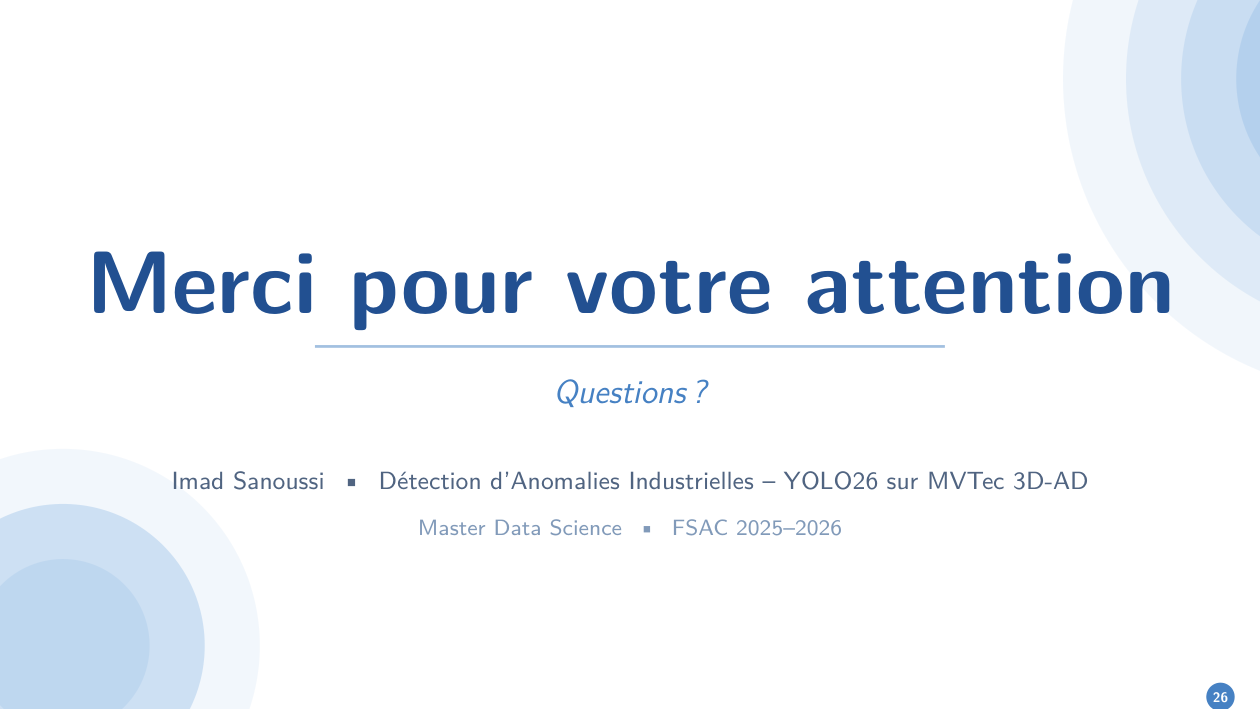 Merci pour votre attention
Questions ?
Imad Sanoussi ▪ Détection d’Anomalies Industrielles – YOLO26 sur MVTec 3D-AD
Master Data Science ▪ FSAC 2025–2026
26